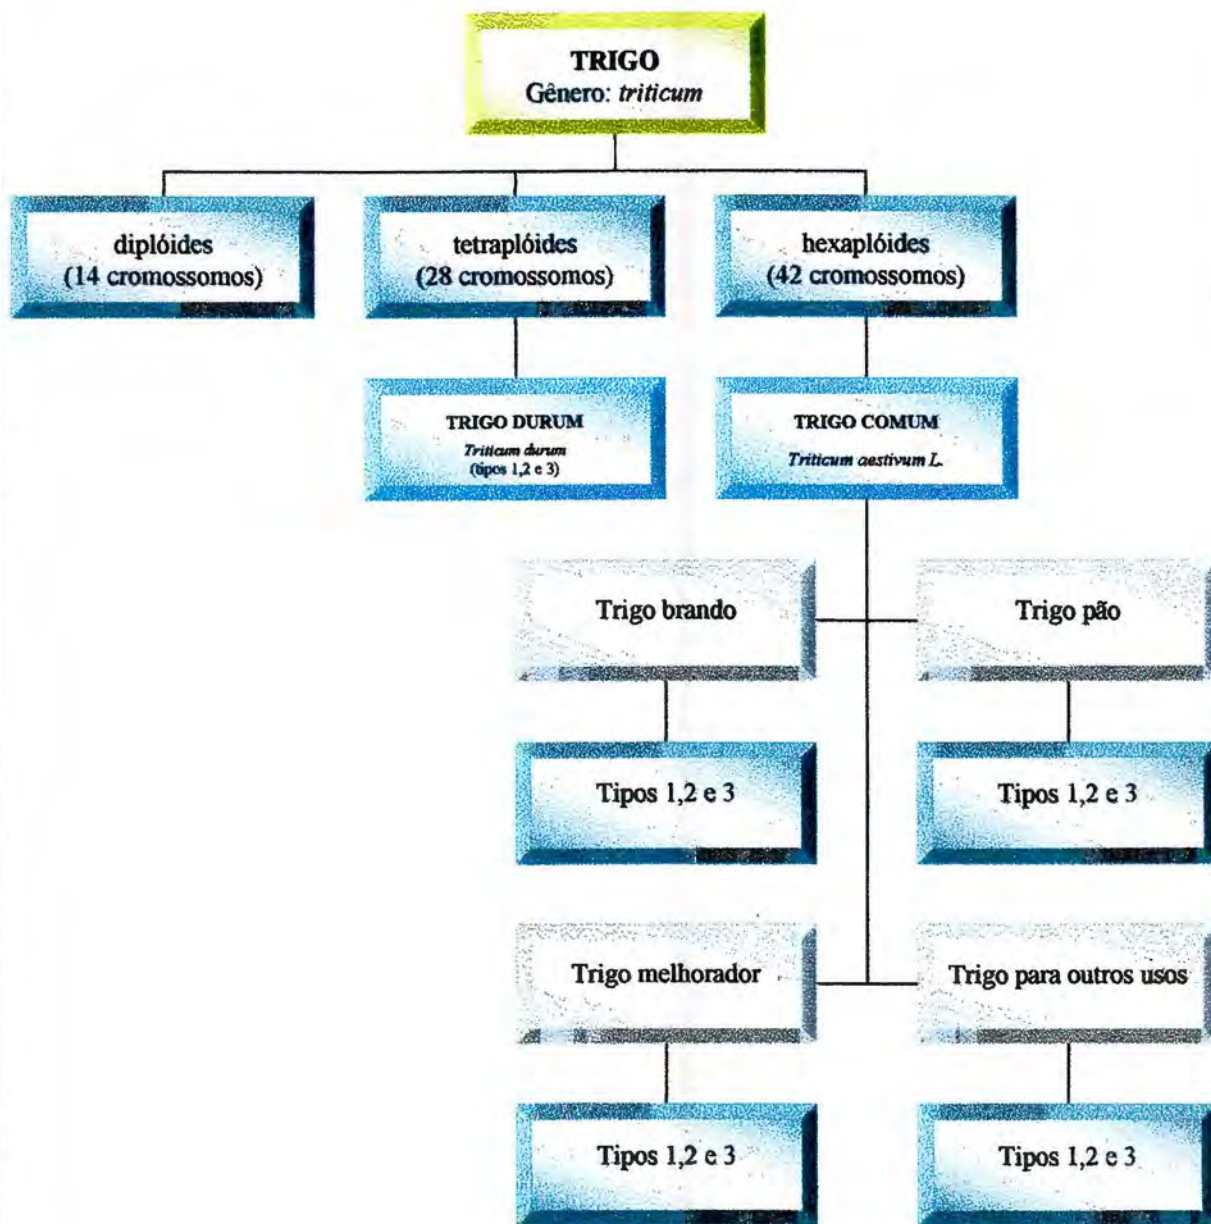 TRIGO
Gênero: triticum
diplóides
(14 cromossomos)
tetraplóides
(28 cromossomos)
hexaplóides
(42 cromossomos)
TRIGO DURUM
Triticum durum
(tipos 1,2 e 3)
TRIGO COMUM
Triticum aestivum L.
Trigo brando
Trigo pão
Tipos 1,2 e 3
Tipos 1,2 e 3
Trigo melhorador
Trigo para outros usos
Tipos 1,2 e 3
Tipos 1,2 e 3